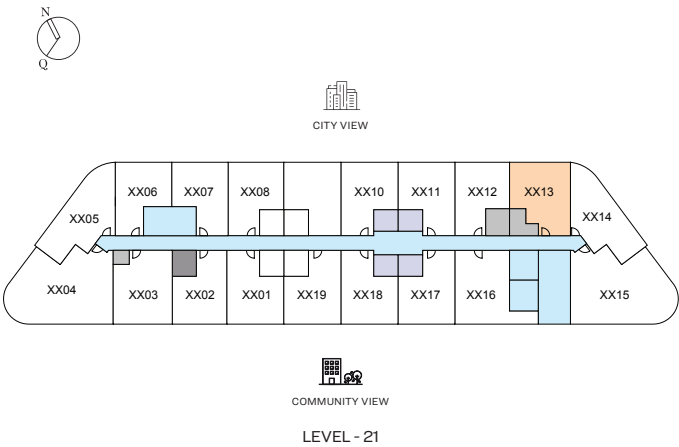 N
Q
CITY VIEW
XX06
XX07
XX08
XX10
XX11
XX12
XX13
XX05
XX14
XX04
XX03
XX02
XX01
XX19
XX18
XX17
XX16
XX15
COMMUNITY VIEW
LEVEL - 21